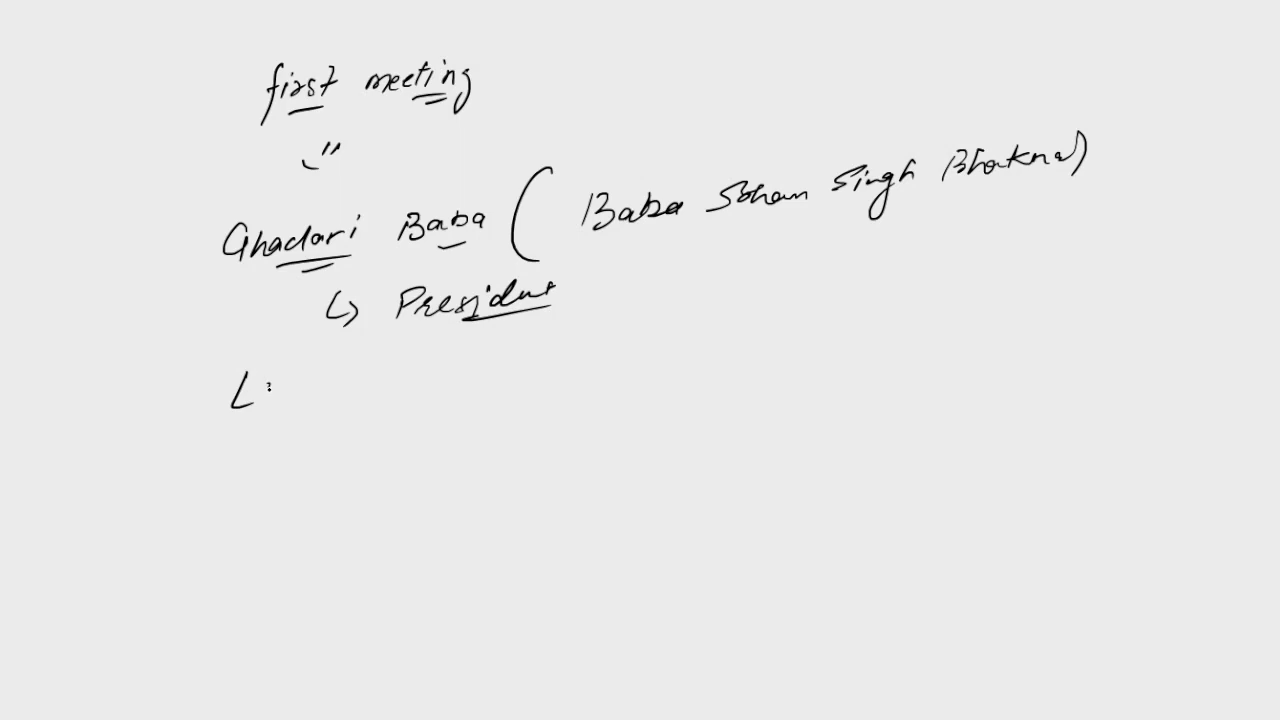 first meeting
"
Ghadari Baba ( Baba Sohan Singh Bhakna)
↳ President
L